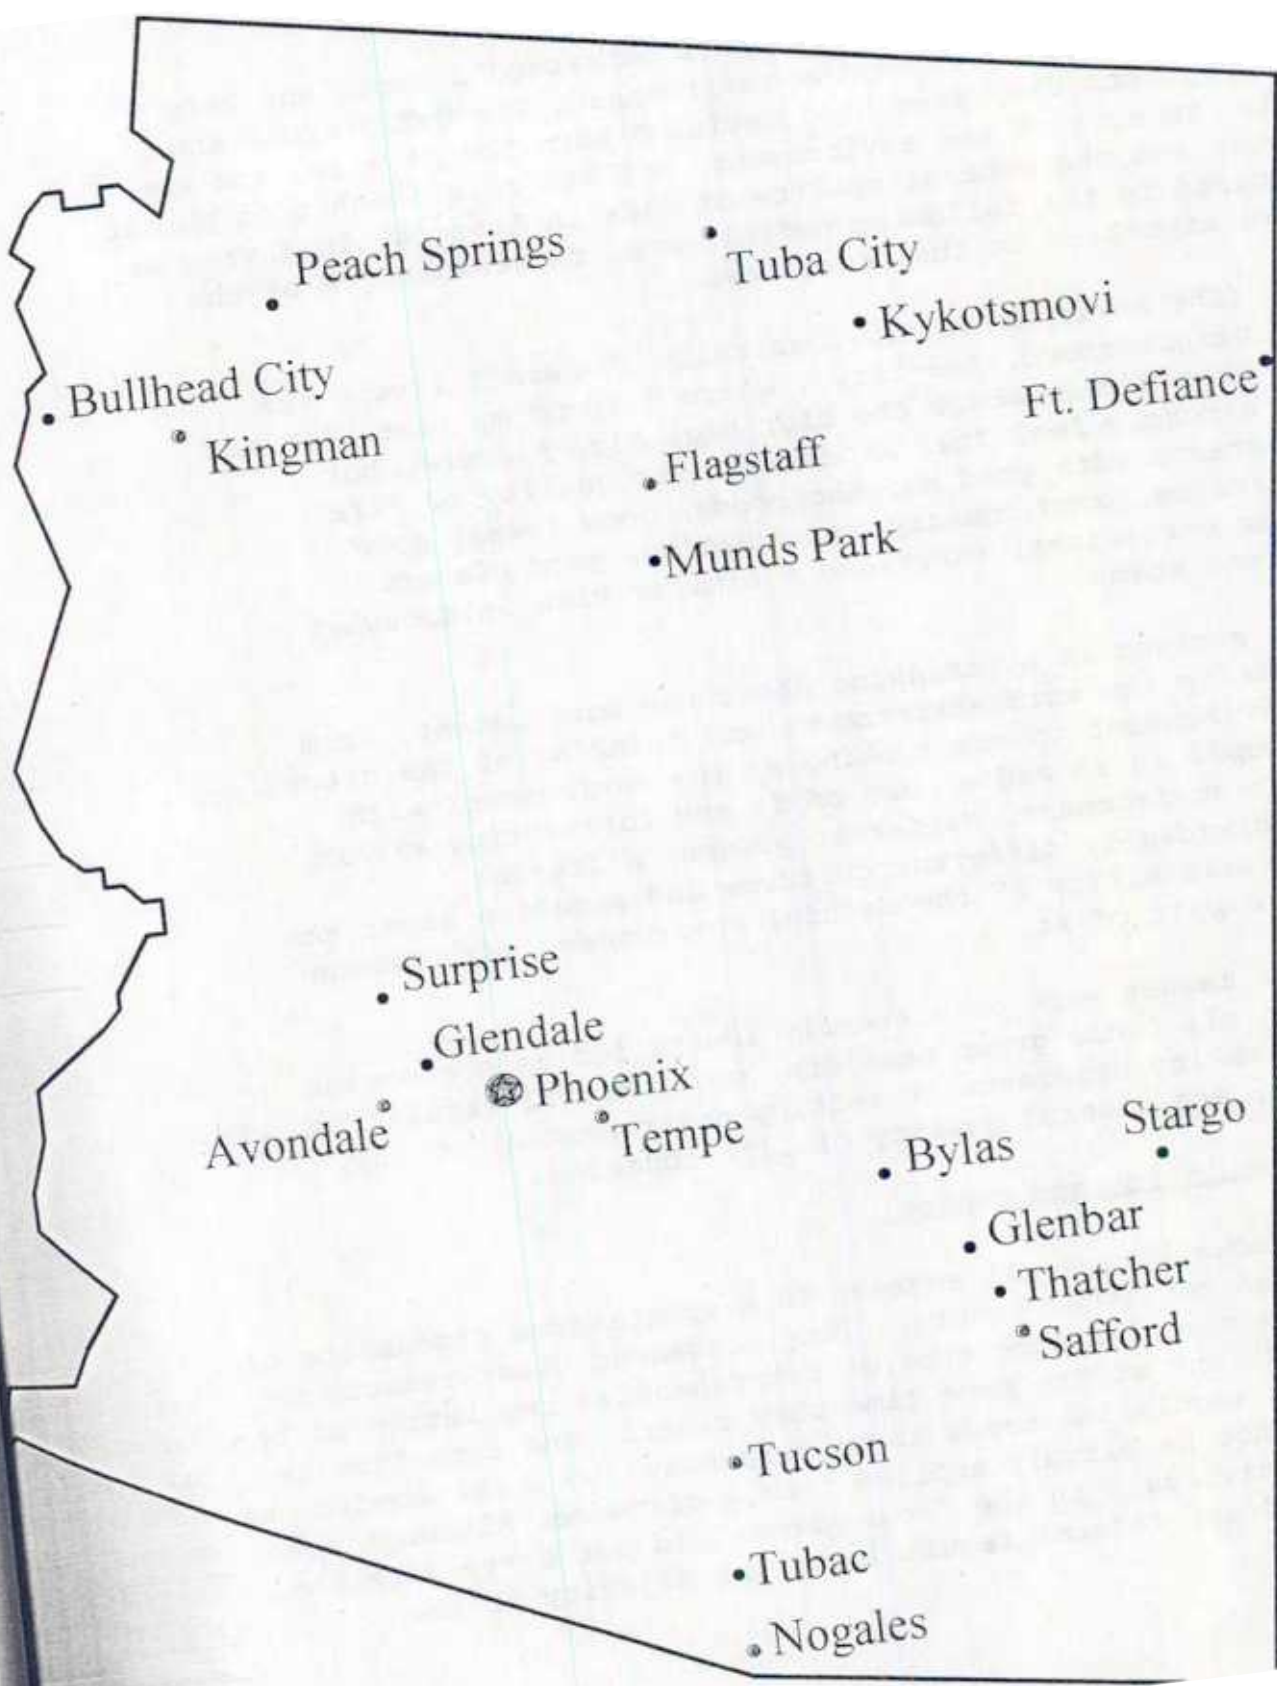 Peach Springs
Tuba City
Kykotsmovi
Ft. Defiance
Bullhead City
Kingman
Flagstaff
Munds Park
Surprise
Glendale
Phoenix
Avondale
Tempe
Stargo
Bylas
Glenbar
Thatcher
Safford
Tucson
Tubac
Nogales